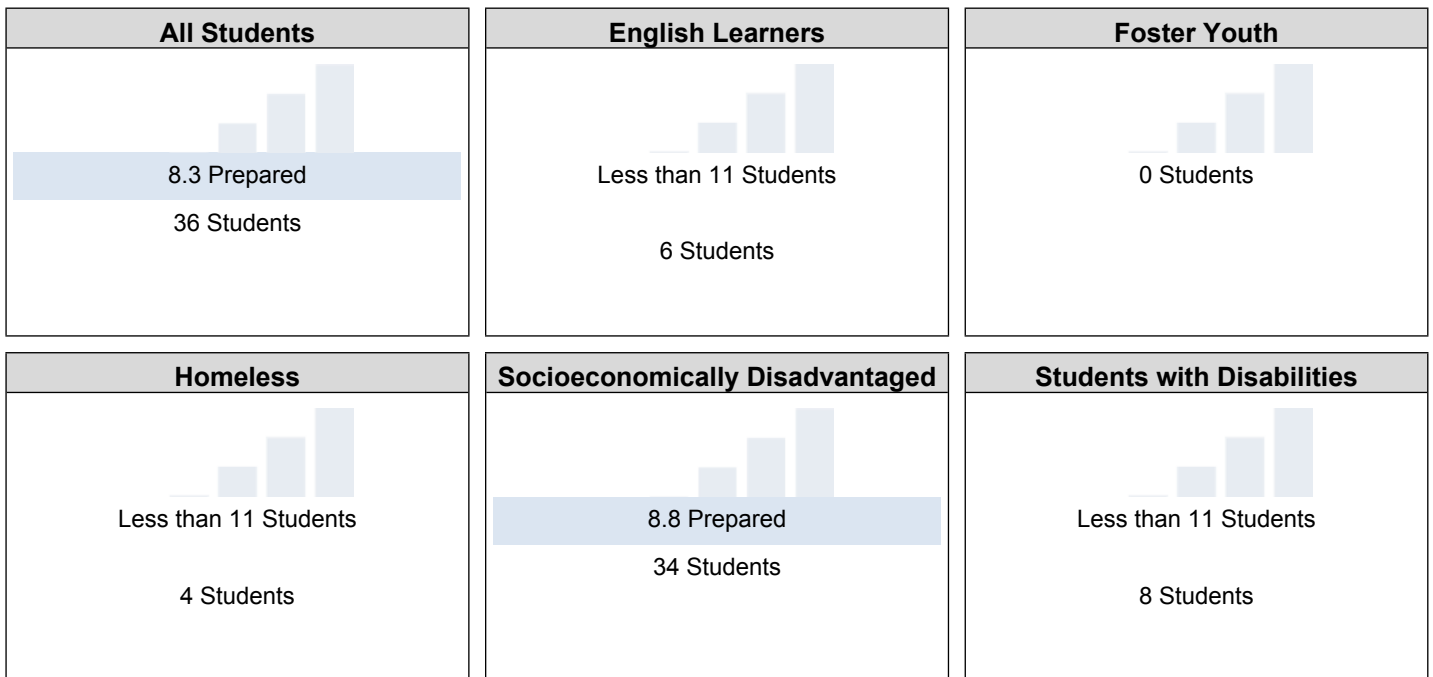 All Students
8.3 Prepared
36 Students
English Learners
Less than 11 Students
6 Students
Foster Youth
0 Students
Homeless
Less than 11 Students
4 Students
Socioeconomically Disadvantaged
8.8 Prepared
34 Students
Students with Disabilities
Less than 11 Students
8 Students